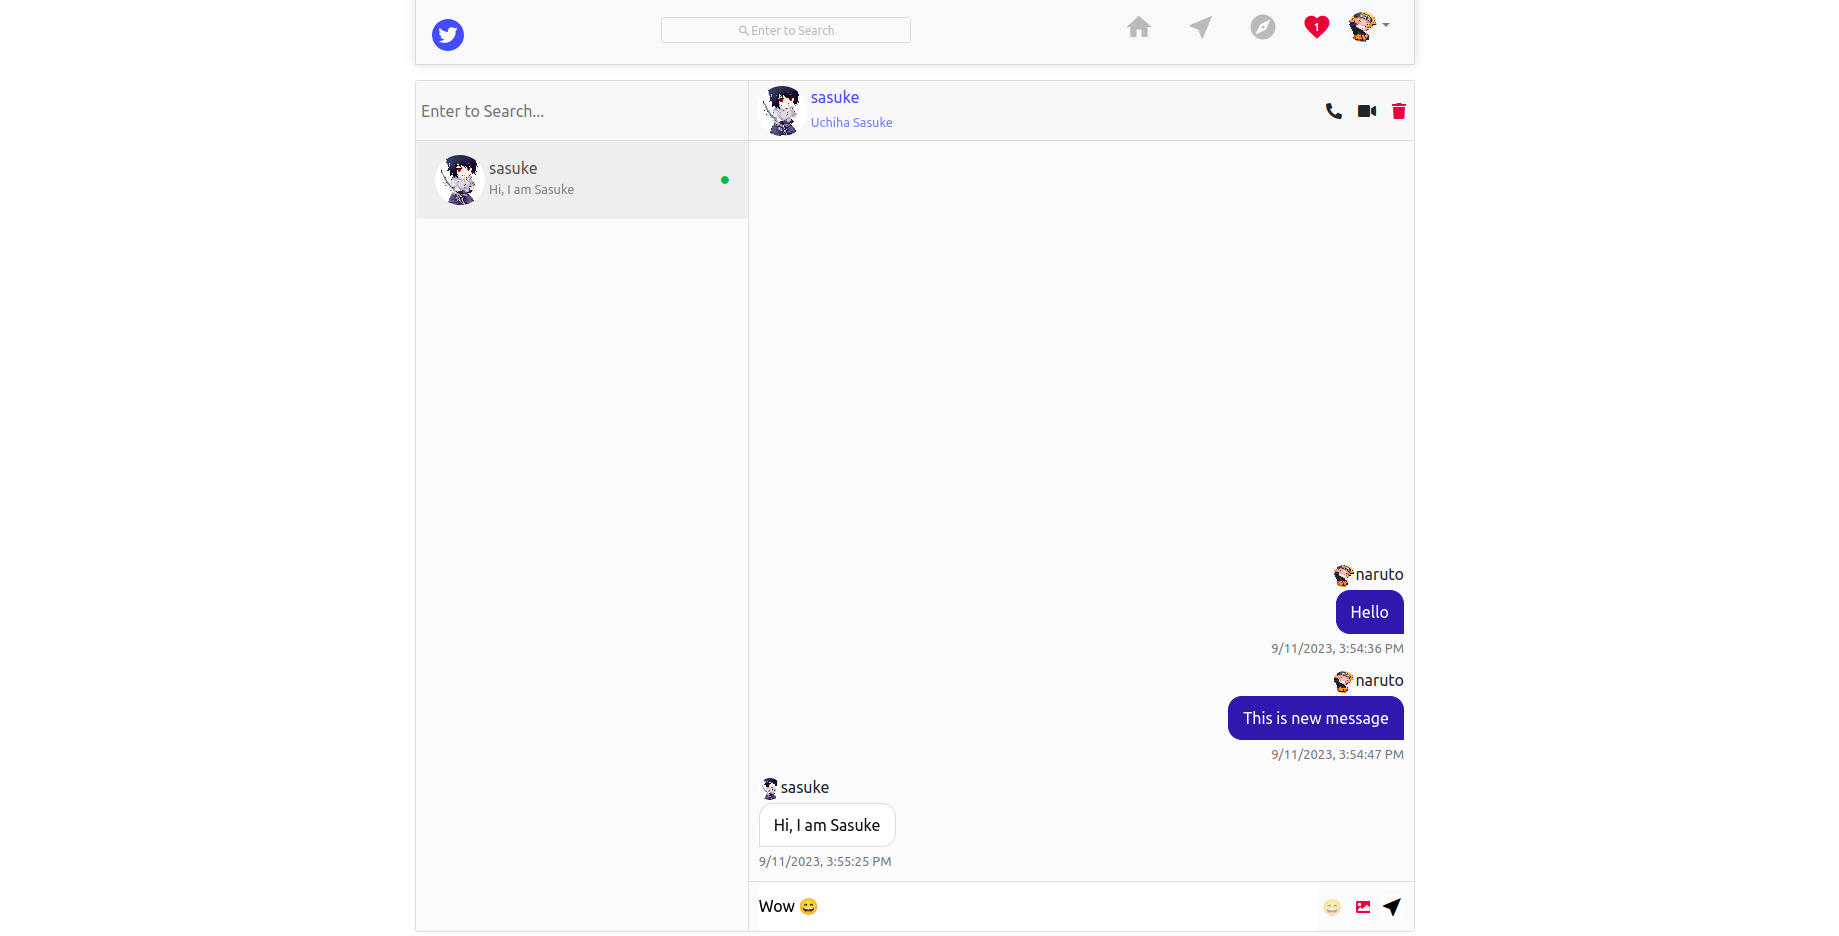 Enter to Search
1
Enter to Search...
sasuke
Hi, I am Sasuke
sasuke
Uchiha Sasuke
naruto
Hello
9/11/2023, 3:54:36 PM
naruto
This is new message
9/11/2023, 3:54:47 PM
sasuke
Hi, I am Sasuke
9/11/2023, 3:55:25 PM
Wow 😄